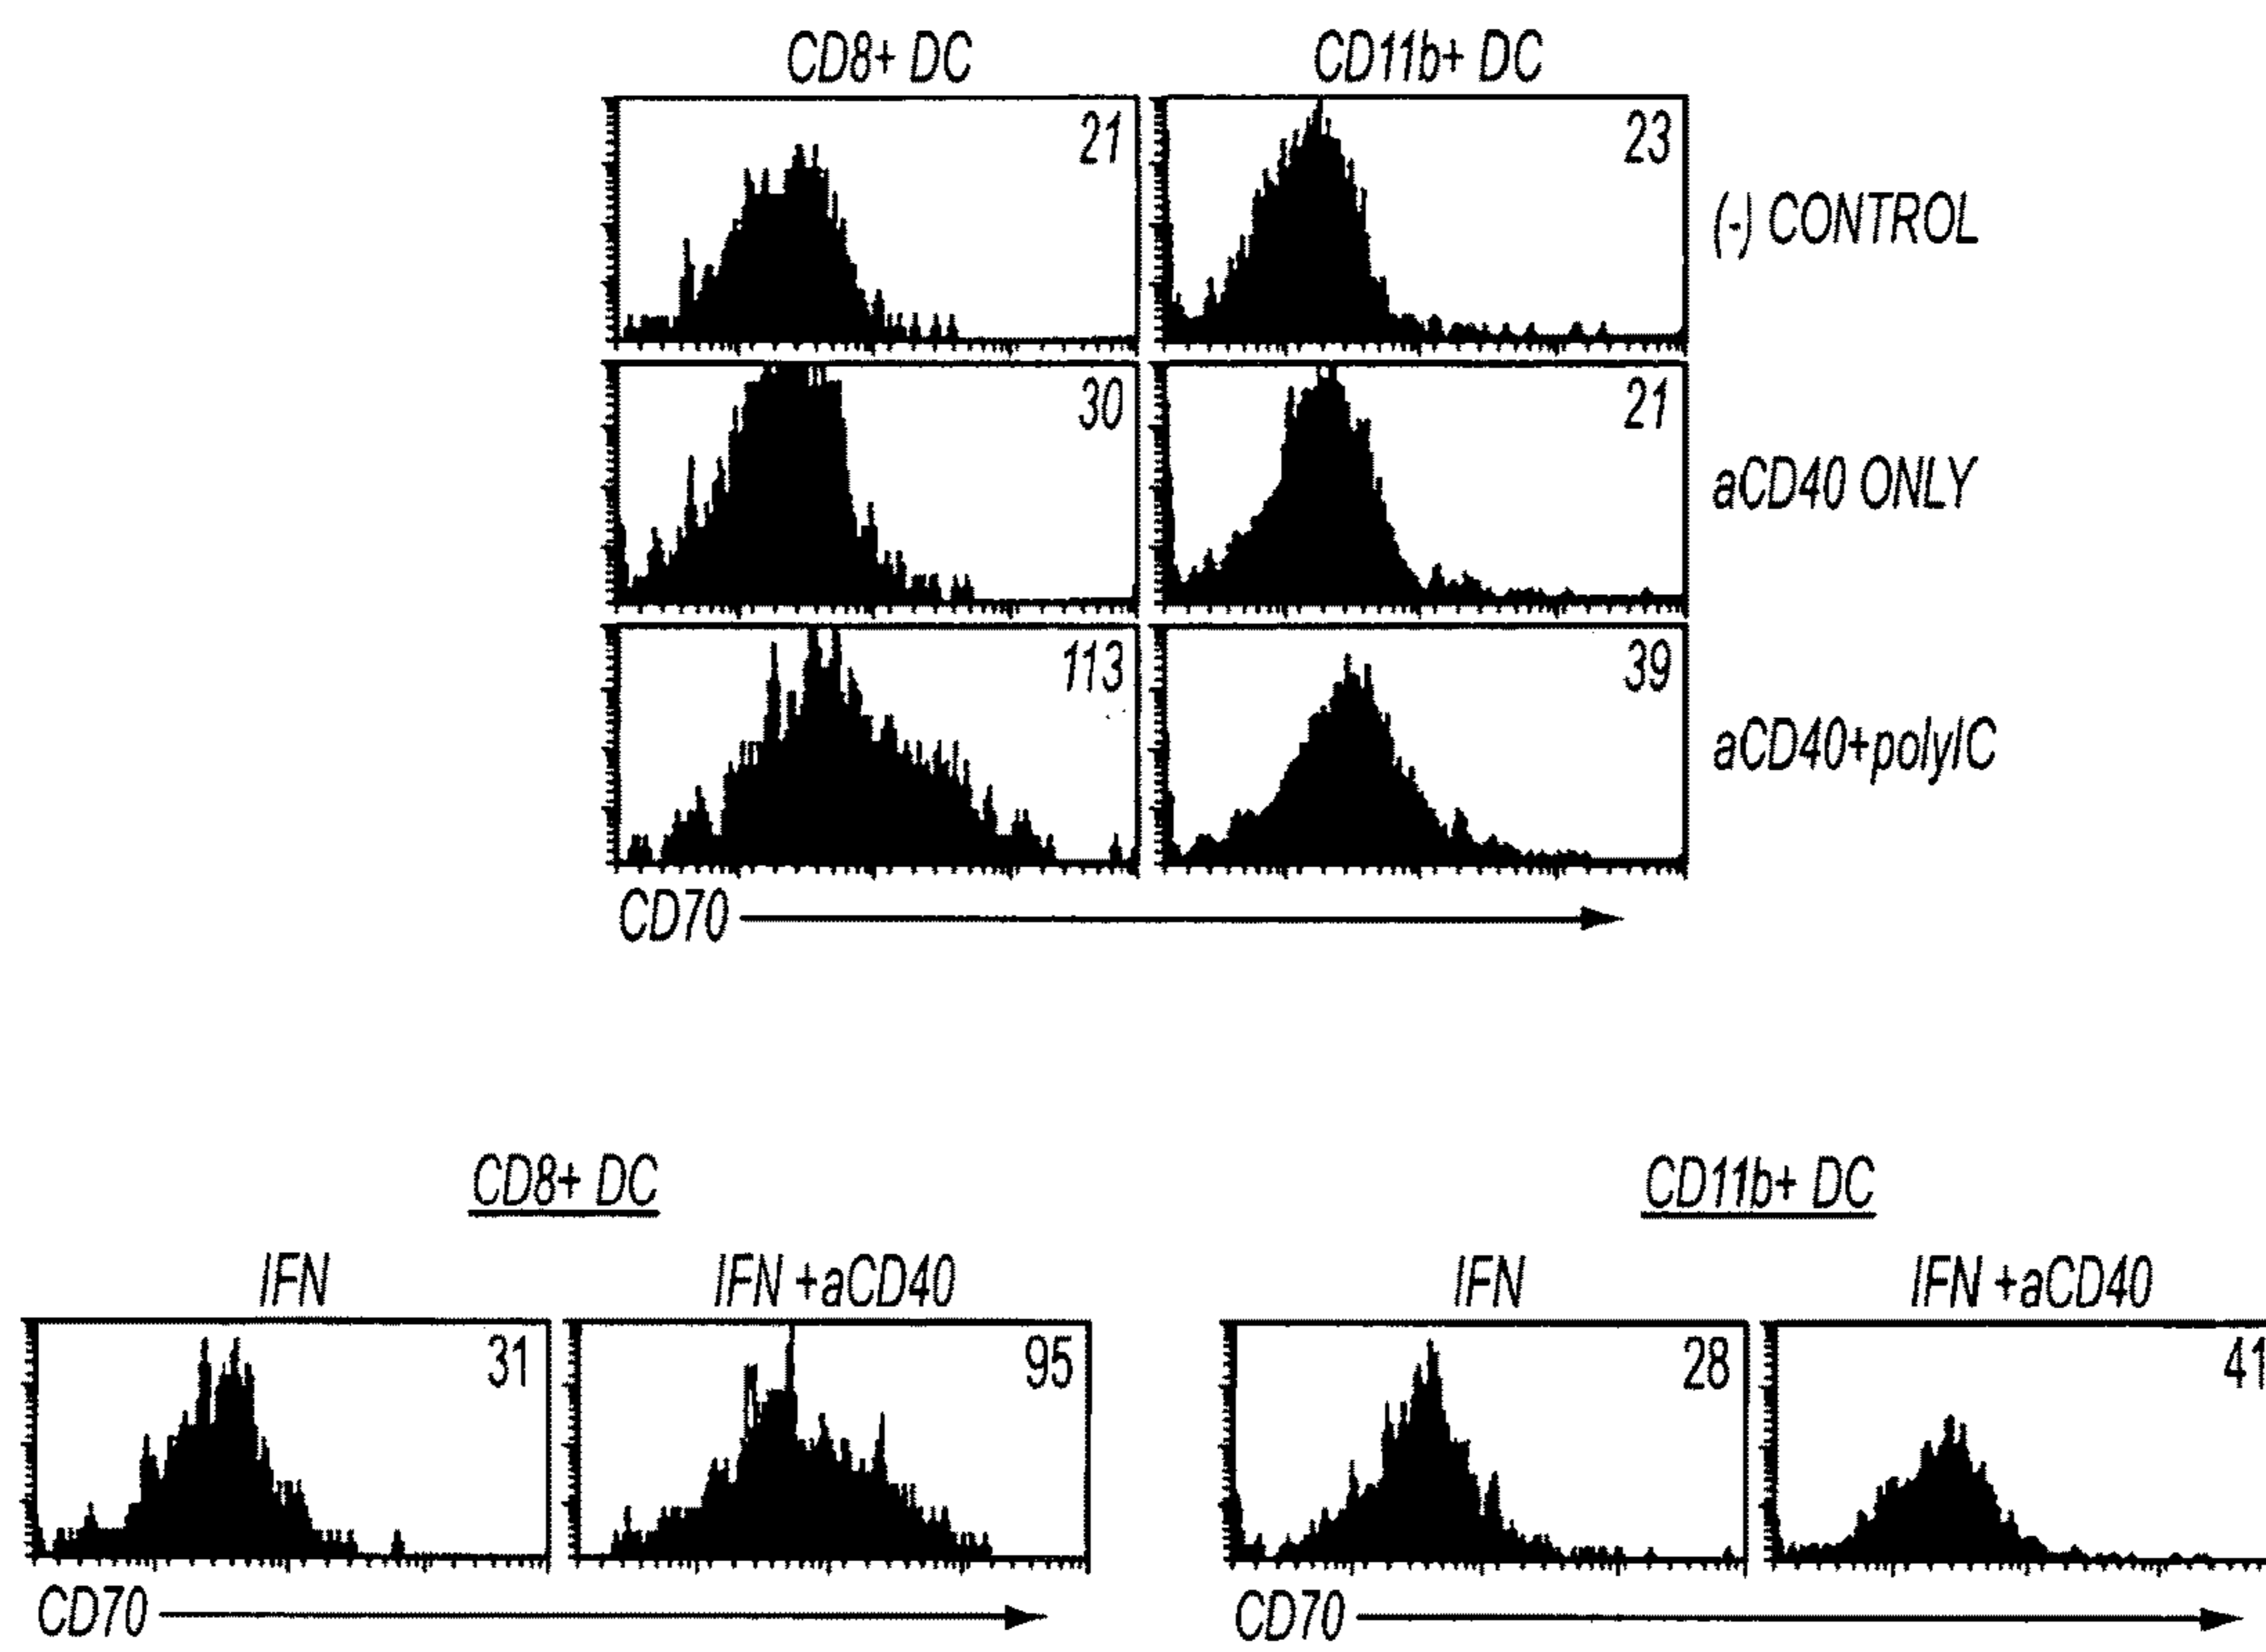 CD8+ DC CD11b+ DC
21 23 (-) CONTROL
30 21 aCD40 ONLY
113 39 aCD40+polyIC
CD70
CD8+ DC CD11b+ DC
IFN IFN +aCD40 IFN IFN +aCD40
31 95 28 41
CD70 CD70